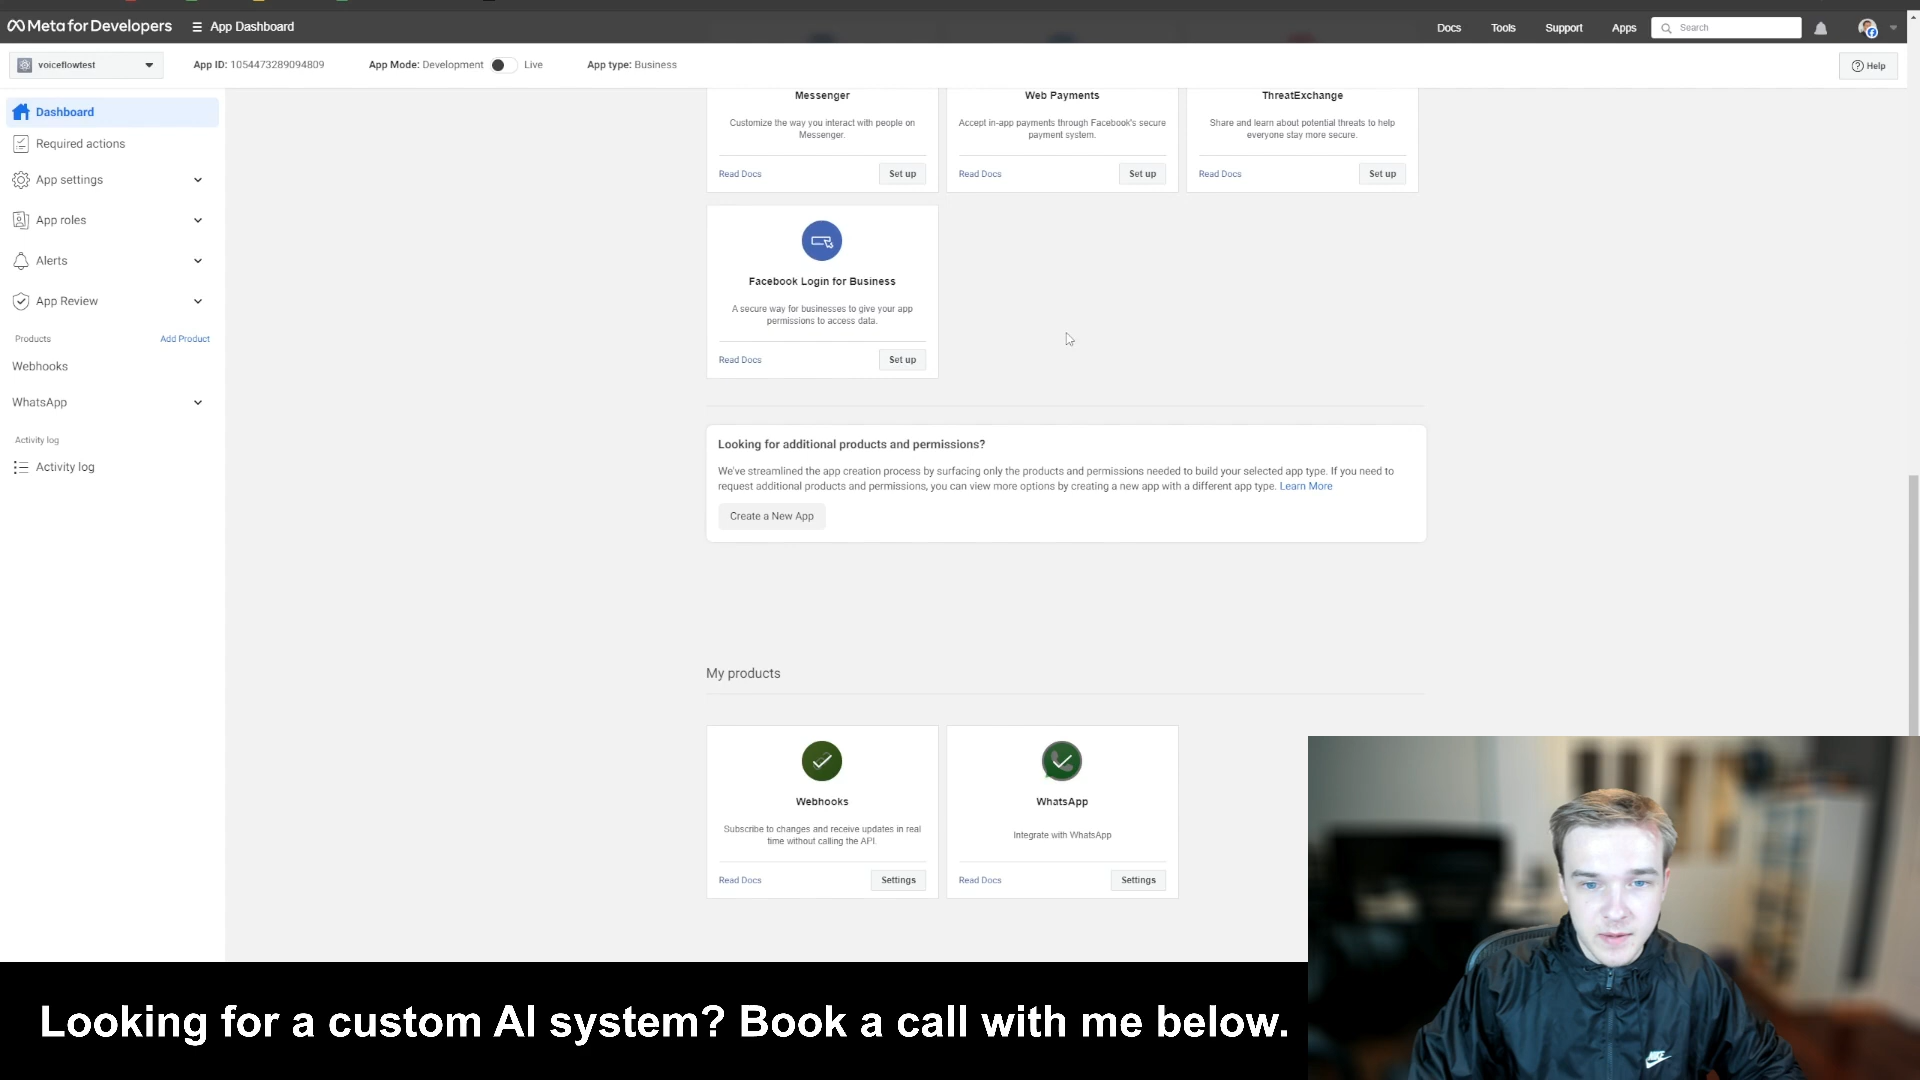 Meta for Developers
App Dashboard
Docs
Tools
Support
Apps
Search
voiceflowtest
App ID: 1054473289094809
App Mode: Development
Live
App type: Business
Help
Dashboard
Required actions
App settings
App roles
Alerts
App Review
Products
Add Product
Webhooks
WhatsApp
Activity log
Activity log
Messenger
Customize the way you interact with people on
Messenger.
Read Docs
Set up
Web Payments
Accept in-app payments through Facebook's secure
payment system.
Read Docs
Set up
ThreatExchange
Share and learn about potential threats to help
everyone stay more secure.
Read Docs
Set up
Facebook Login for Business
A secure way for businesses to give your app
permissions to access data.
Read Docs
Set up
Looking for additional products and permissions?
We've streamlined the app creation process by surfacing only the products and permissions needed to build your selected app type. If you need to
request additional products and permissions, you can view more options by creating a new app with a different app type. Learn More
Create a New App
My products
Webhooks
Subscribe to changes and receive updates in real
time without calling the API.
Read Docs
Settings
WhatsApp
Integrate with WhatsApp
Read Docs
Settings
Looking for a custom AI system? Book a call with me below.
NIKE